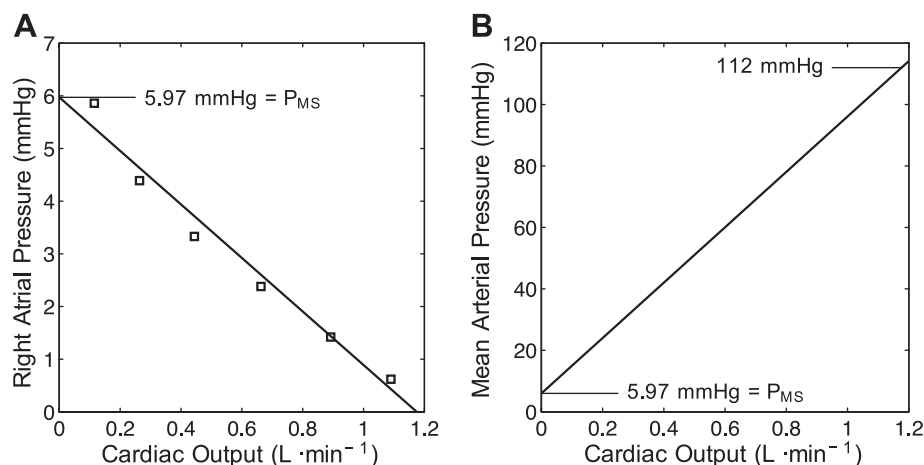 A
Right Atrial Pressure (mmHg)
7
6
5
4
3
2
1
0
5.97 mmHg = PMS
0 0.2 0.4 0.6 0.8 1 1.2
Cardiac Output (L ·min−1)
B
Mean Arterial Pressure (mmHg)
120
100
80
60
40
20
0
112 mmHg
5.97 mmHg = PMS
0 0.2 0.4 0.6 0.8 1 1.2
Cardiac Output (L ·min−1)